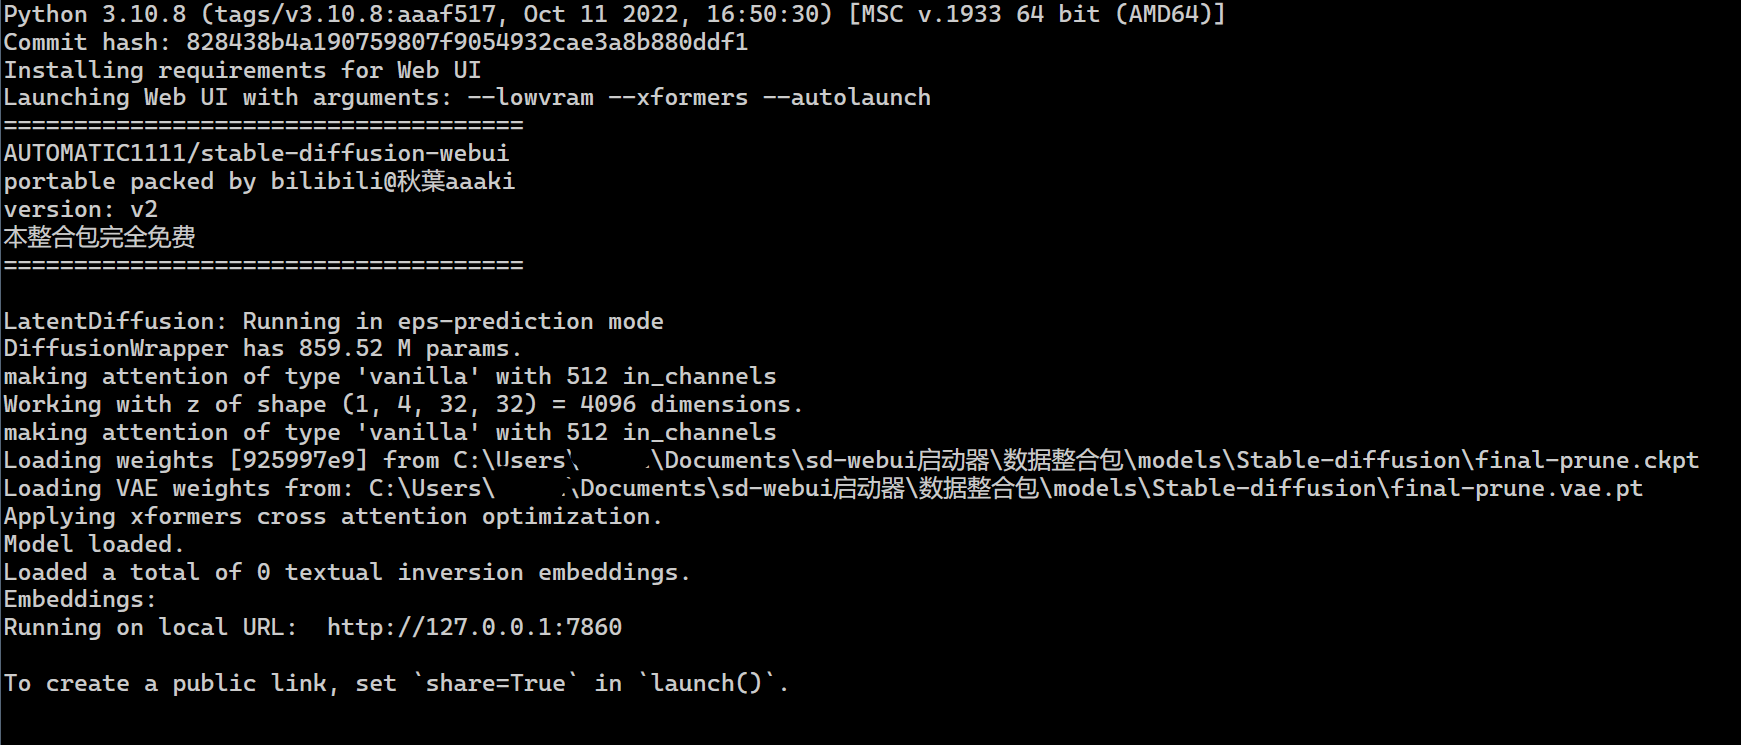 Python 3.10.8 (tags/v3.10.8:aaaf517, Oct 11 2022, 16:50:30) [MSC v.1933 64 bit (AMD64)]
Commit hash: 828438b4a190759807f9054932cae3a8b880ddf1
Installing requirements for Web UI
Launching Web UI with arguments: --lowvram --xformers --autolaunch
=====================================
AUTOMATIC1111/stable-diffusion-webui
portable packed by bilibili@秋葉aaaki
version: v2
本整合包完全免费
=====================================
LatentDiffusion: Running in eps-prediction mode
DiffusionWrapper has 859.52 M params.
making attention of type 'vanilla' with 512 in_channels
Working with z of shape (1, 4, 32, 32) = 4096 dimensions.
making attention of type 'vanilla' with 512 in_channels
Loading weights [925997e9] from C:\Users\ \Documents\sd-webui启动器\数据整合包\models\Stable-diffusion\final-prune.ckpt
Loading VAE weights from: C:\Users\ \Documents\sd-webui启动器\数据整合包\models\Stable-diffusion\final-prune.vae.pt
Applying xformers cross attention optimization.
Model loaded.
Loaded a total of 0 textual inversion embeddings.
Embeddings:
Running on local URL:  http://127.0.0.1:7860
To create a public link, set `share=True` in `launch()`.